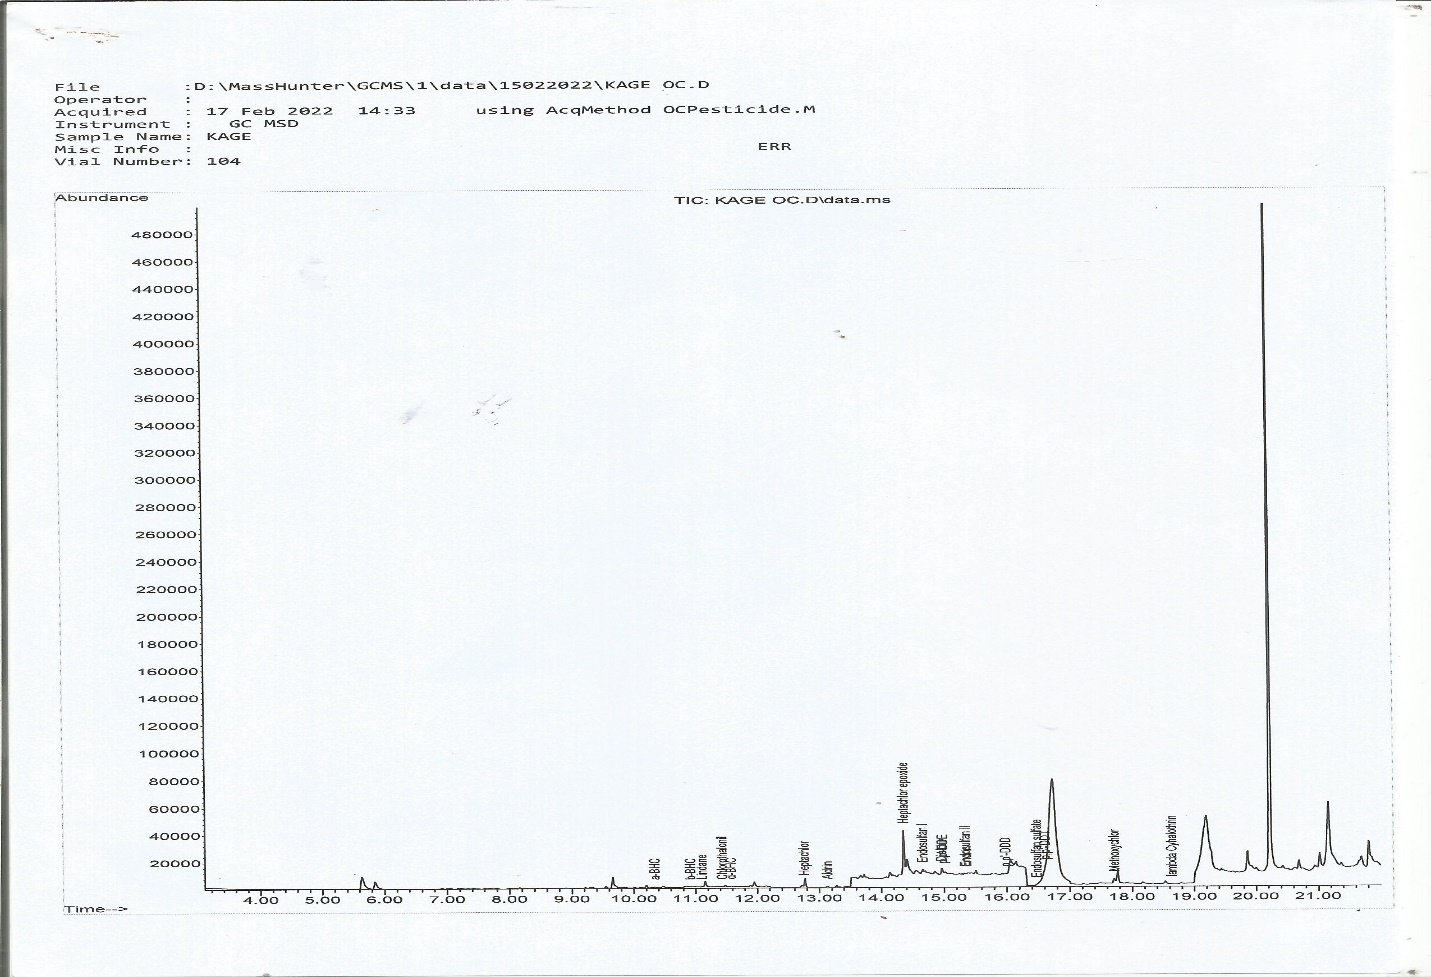 File :D:\MassHunter\GCMS\1\data\15022022\KAGE OC.D
Operator :
Acquired : 17 Feb 2022 14:33 using AcqMethod OCPesticide.M
Instrument : GC MSD
Sample Name: KAGE
Misc Info : ERR
Vial Number: 104
Abundance
TIC: KAGE OC.D\data.ms
480000
460000
440000
420000
400000
380000
360000
340000
320000
300000
280000
260000
240000
220000
200000
180000
160000
140000
120000
100000
80000
60000
40000
20000
a-BHC
b-BHC
Lindane
d-BHC
Heptachlor
Aldrin
Heptachlor epoxide
Endosulfan I
Endosulfan II
p,p'-DDD
Endosulfan sulfate
p,p'-DDT
Methoxychlor
lambda Cyhalothrin
4.00 5.00 6.00 7.00 8.00 9.00 10.00 11.00 12.00 13.00 14.00 15.00 16.00 17.00 18.00 19.00 20.00 21.00
Time-->